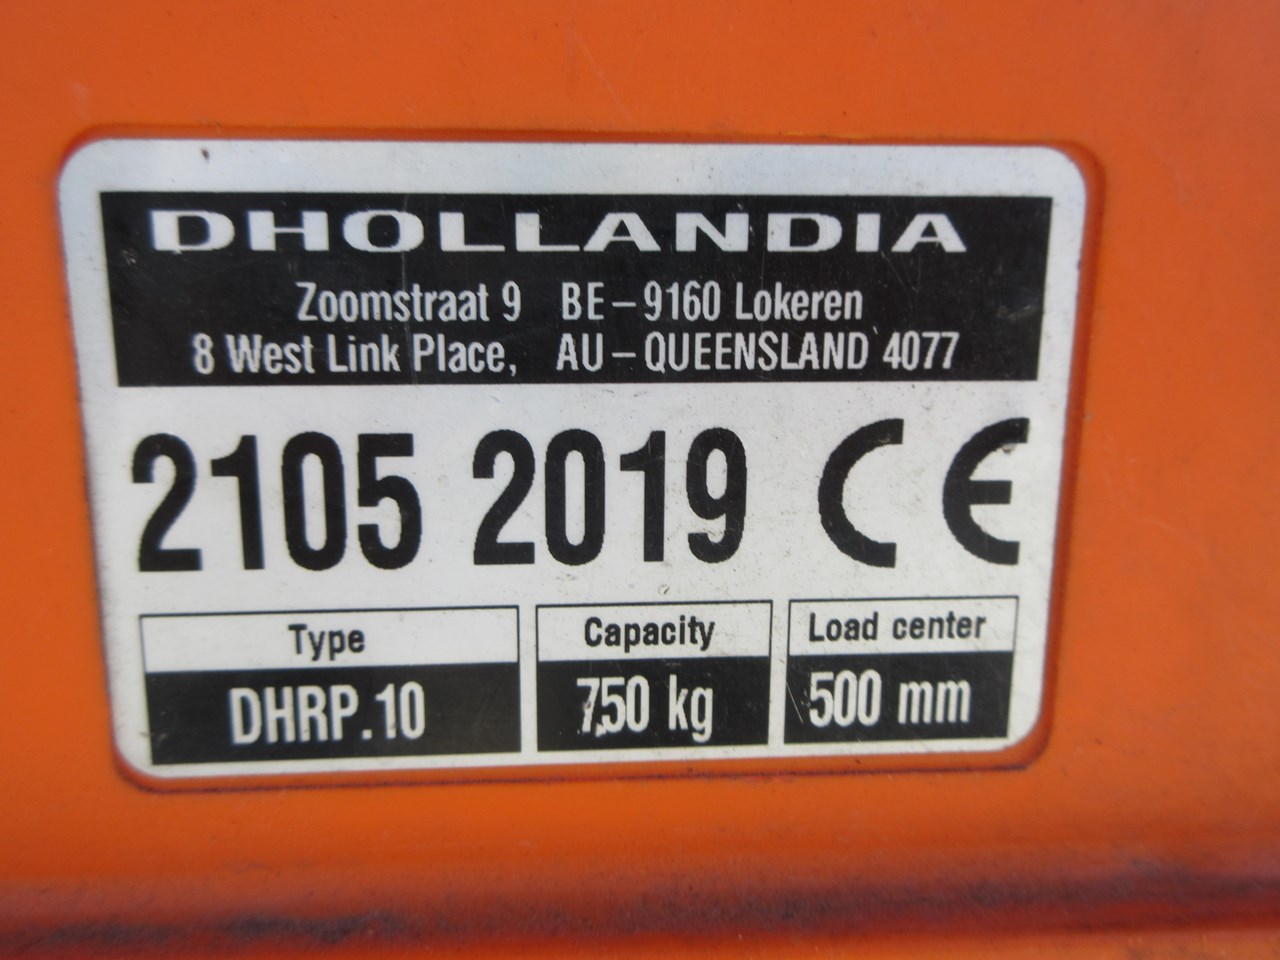 DHOLLANDIA
Zoomstraat 9 BE-9160 Lokeren
8 West Link Place, AU-QUEENSLAND 4077
2105 2019 CE
Type Capacity Load center
DHRP.10 750 kg 500 mm